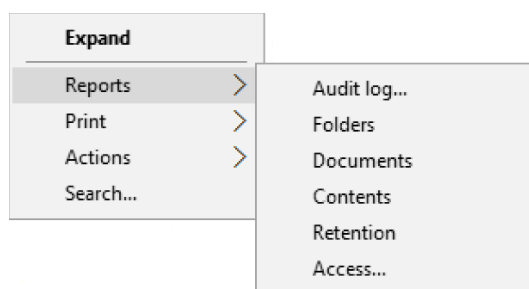 Expand
Reports
Print
Actions
Search...
Audit log...
Folders
Documents
Contents
Retention
Access...